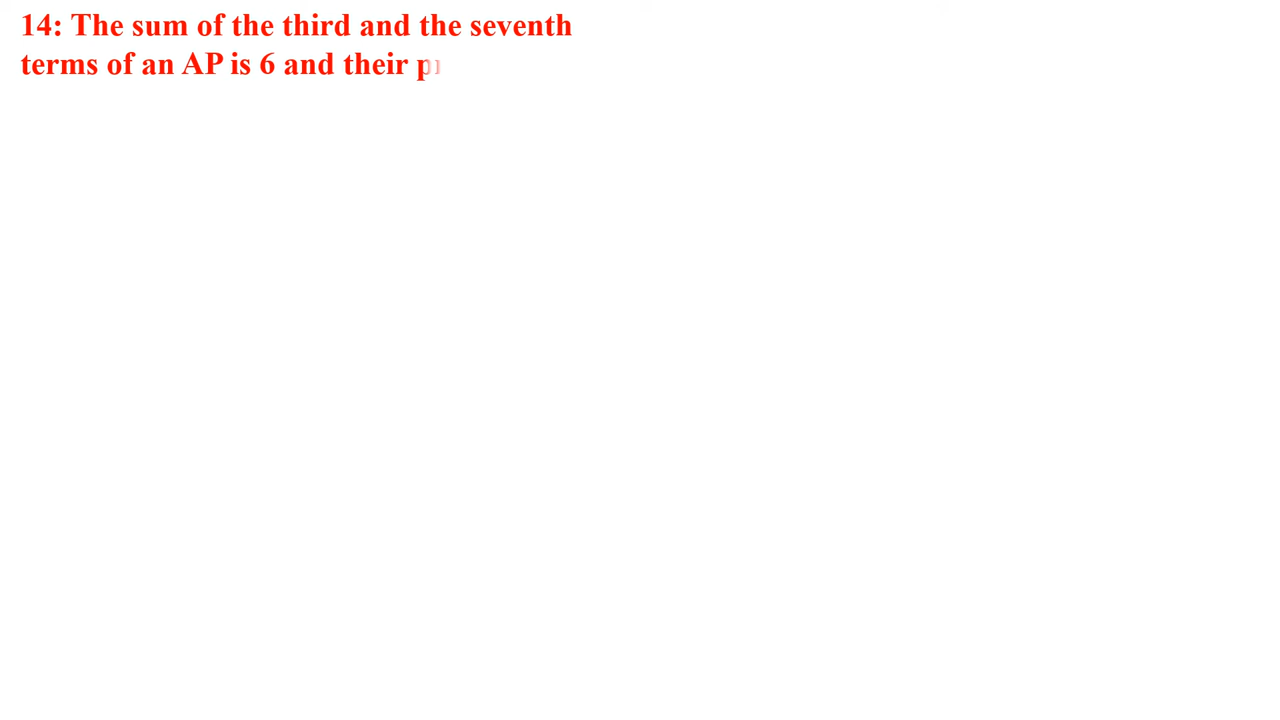 14: The sum of the third and the seventh
terms of an AP is 6 and their